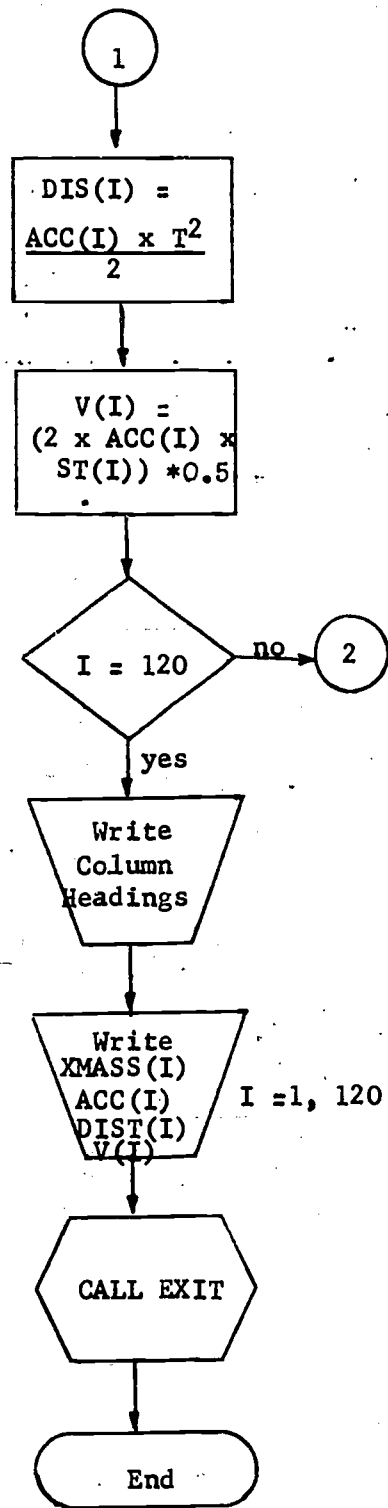 1
DIS(I) =
ACC(I) x T²
2
V(I) =
(2 x ACC(I) x
ST(I)) *0.5
I = 120
no
2
yes
Write
Column
Headings
Write
XMASS(I)
ACC(I)
DIST(I)
V(I)
I =1, 120
CALL EXIT
End